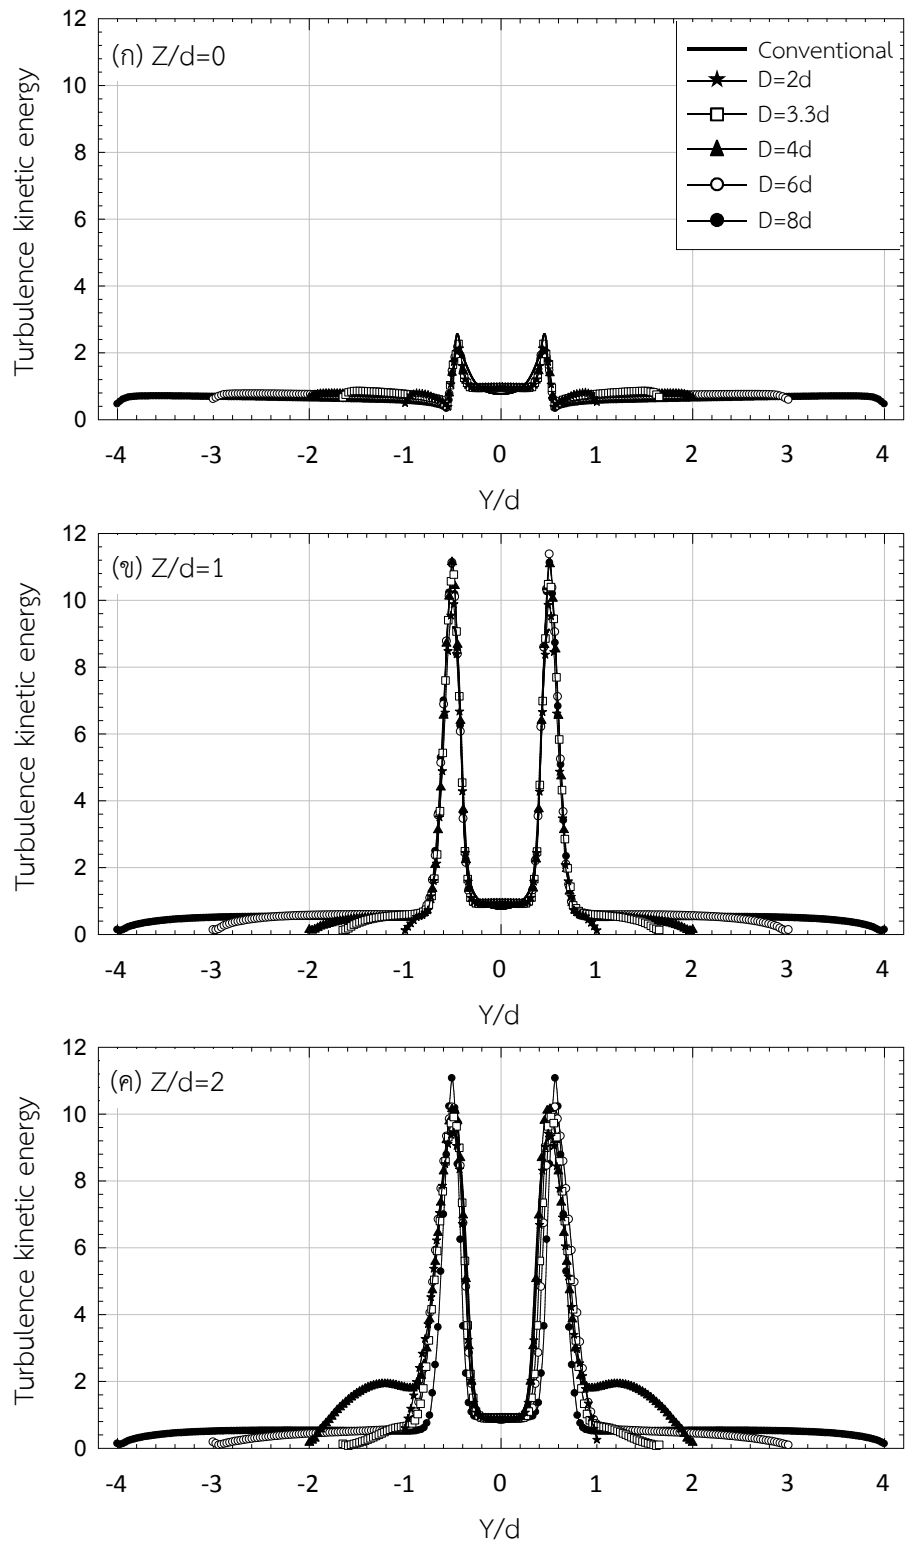 (ก) Z/d=0
Conventional
D=2d
D=3.3d
D=4d
D=6d
D=8d
Turbulence kinetic energy
12
10
8
6
4
2
0
-4 -3 -2 -1 0 1 2 3 4
Y/d
(ข) Z/d=1
Turbulence kinetic energy
12
10
8
6
4
2
0
-4 -3 -2 -1 0 1 2 3 4
Y/d
(ค) Z/d=2
Turbulence kinetic energy
12
10
8
6
4
2
0
-4 -3 -2 -1 0 1 2 3 4
Y/d